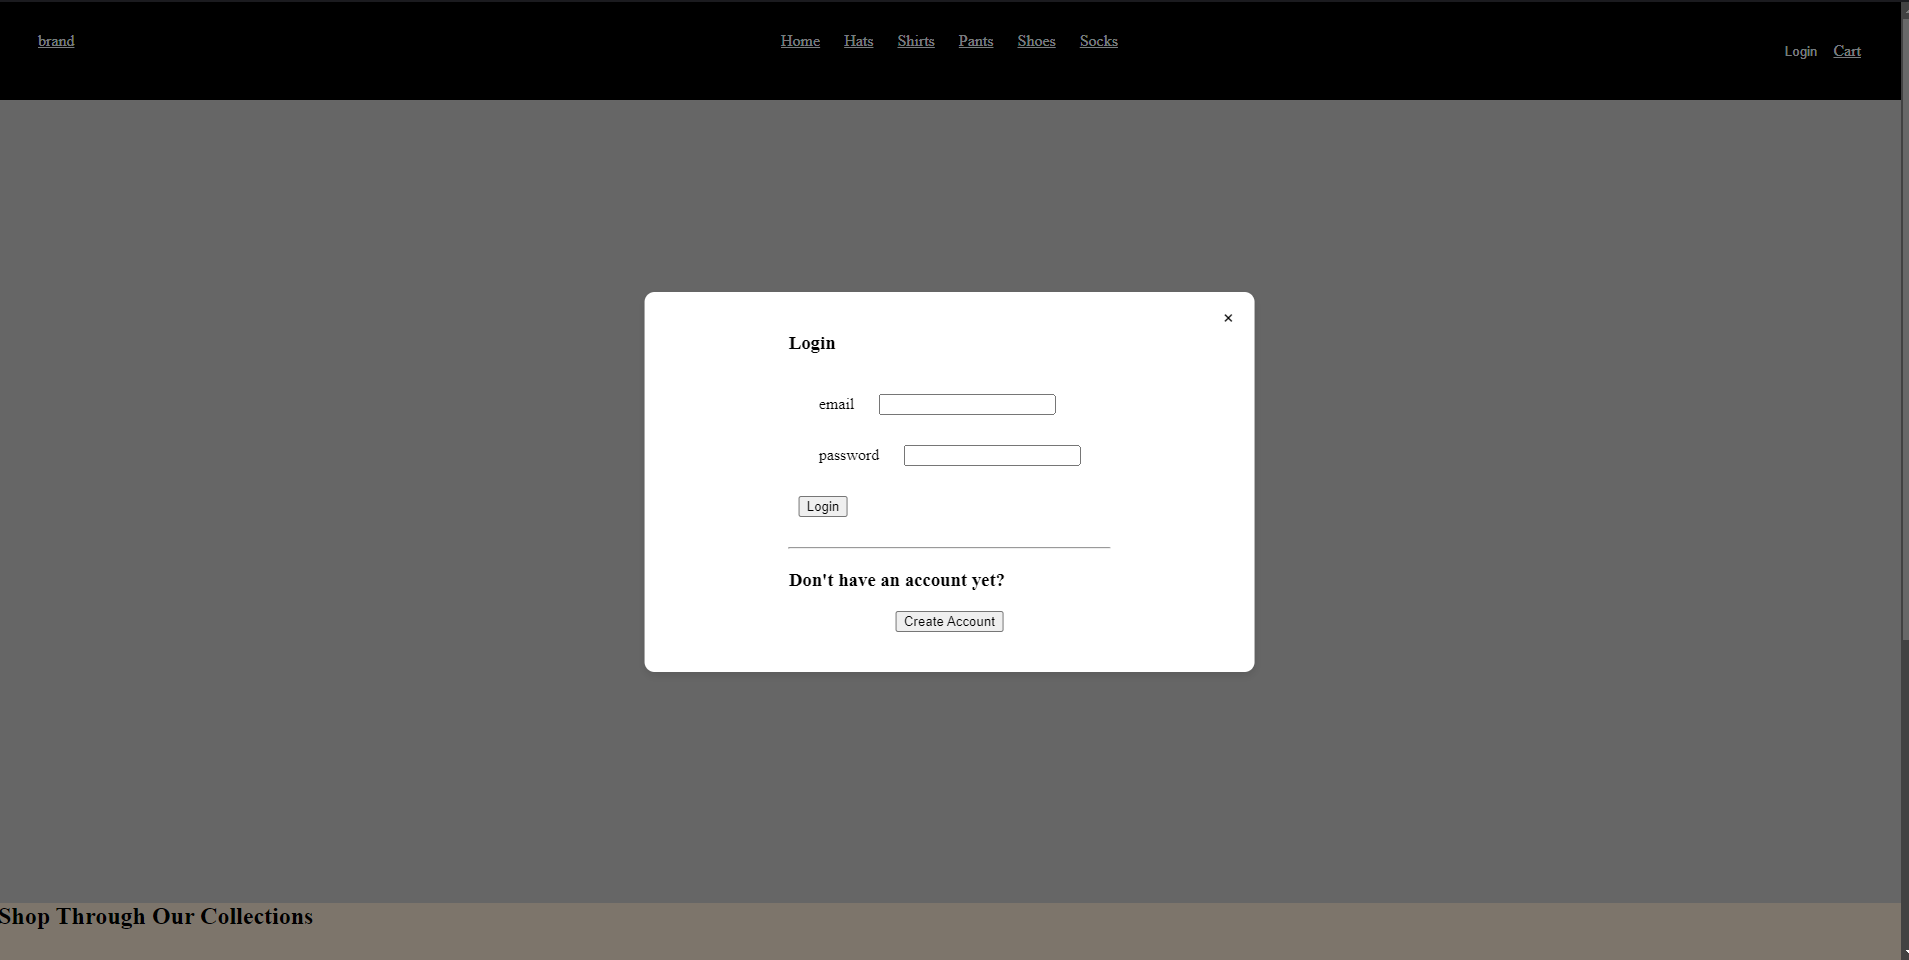 brand
Home Hats Shirts Pants Shoes Socks
Login Cart
×
Login
email
password
Login
Don't have an account yet?
Create Account
Shop Through Our Collections